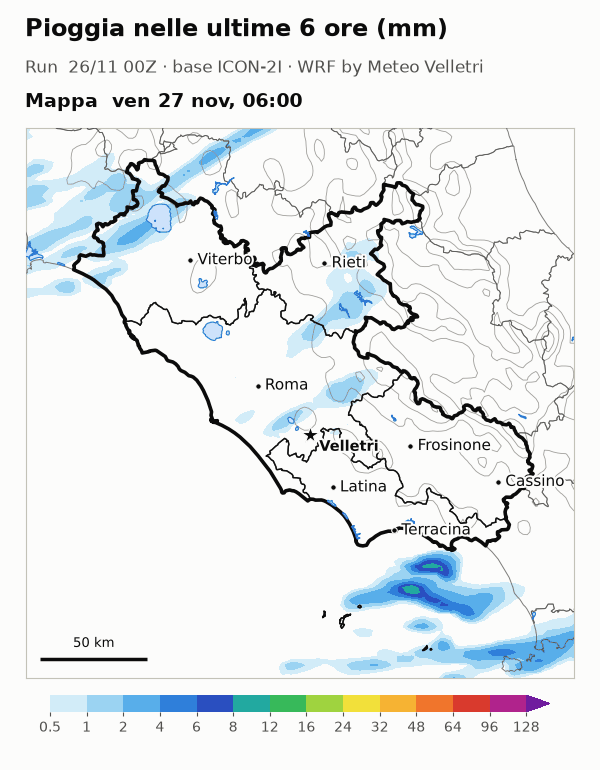 Pioggia nelle ultime 6 ore (mm)
Run  26/11 00Z · base ICON-2I · WRF by Meteo Velletri
Mappa  ven 27 nov, 06:00
Viterbo
Rieti
Roma
Velletri
Frosinone
Latina
Cassino
Terracina
50 km
0.5 1 2 4 6 8 12 16 24 32 48 64 96 128